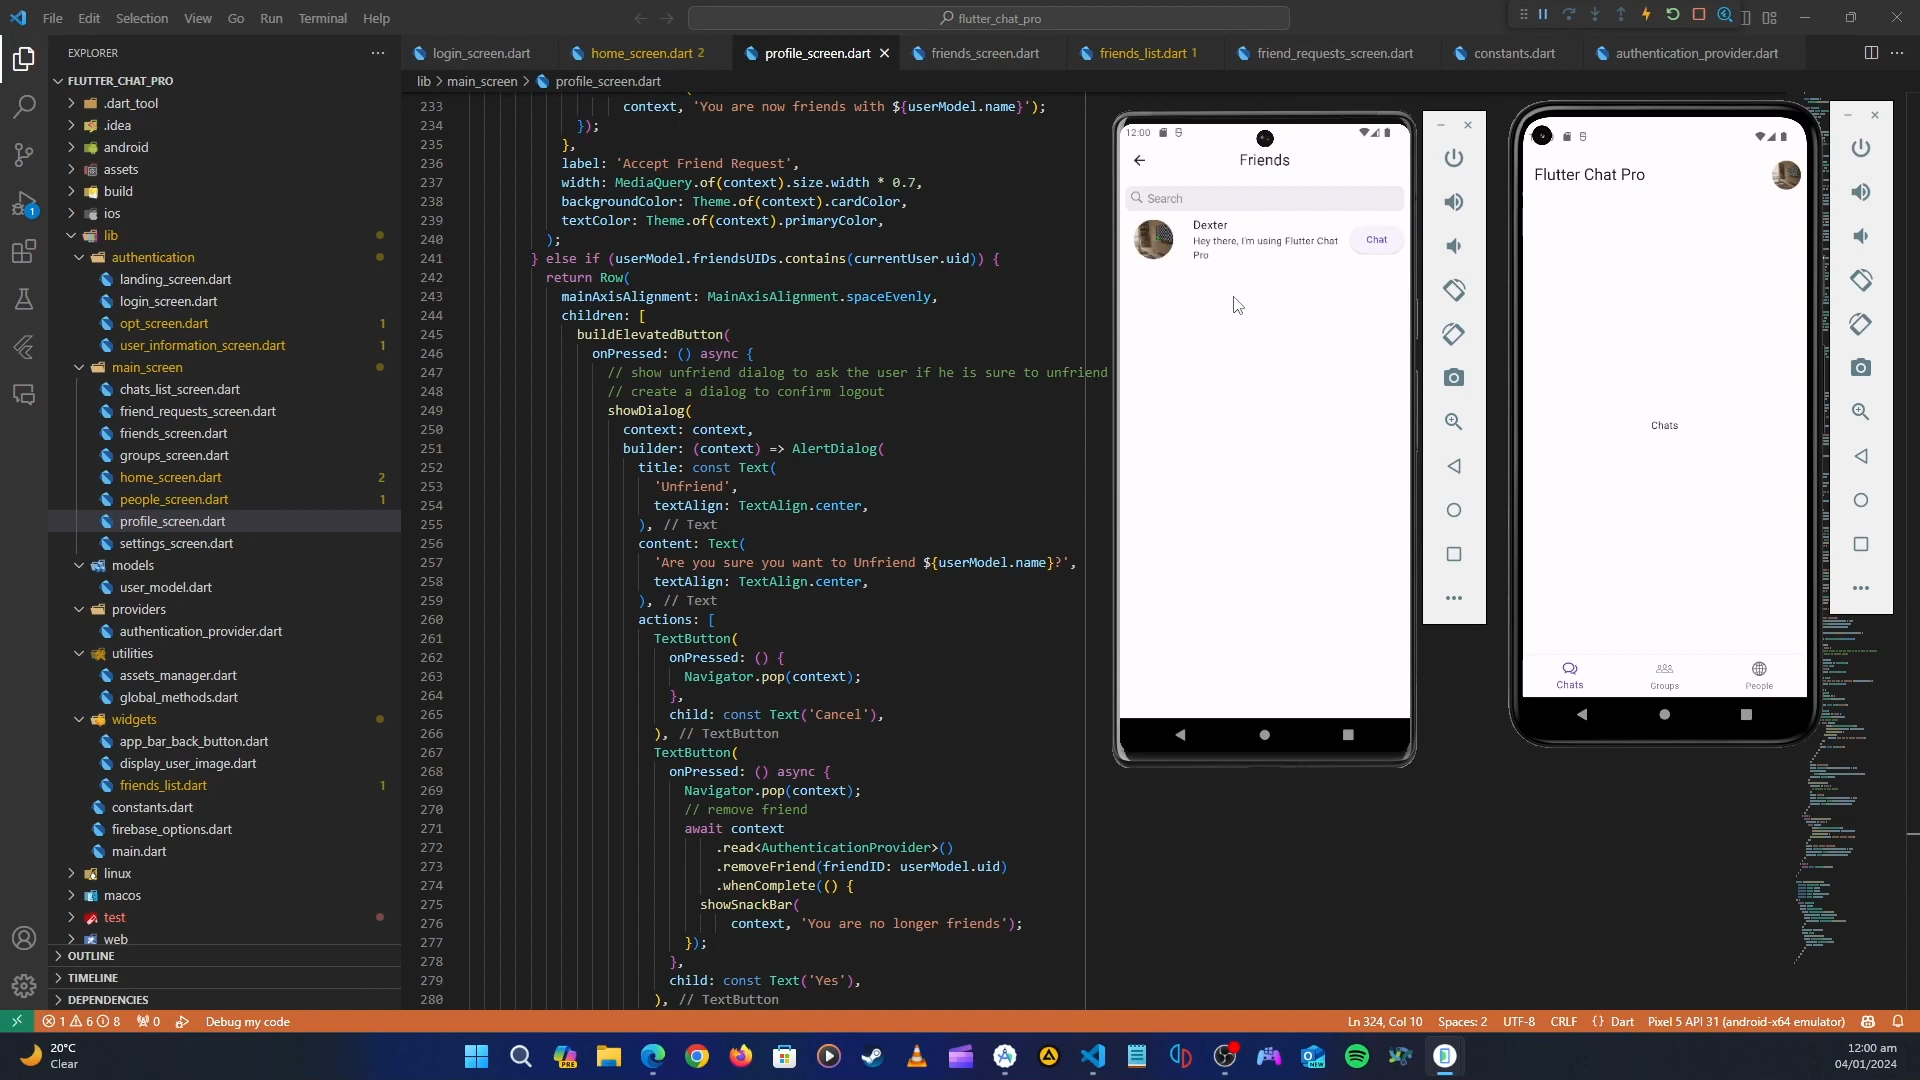 File Edit Selection View Go Run Terminal Help
flutter_chat_pro
EXPLORER
FLUTTER_CHAT_PRO
.dart_tool
.idea
android
assets
build
ios
lib
authentication
landing_screen.dart
login_screen.dart
opt_screen.dart 1
user_information_screen.dart 1
main_screen
chats_list_screen.dart
friend_requests_screen.dart
friends_screen.dart
groups_screen.dart
home_screen.dart 2
people_screen.dart 1
profile_screen.dart
settings_screen.dart
models
user_model.dart
providers
authentication_provider.dart
utilities
assets_manager.dart
global_methods.dart
widgets
app_bar_back_button.dart
display_user_image.dart
friends_list.dart 1
constants.dart
firebase_options.dart
main.dart
linux
macos
test
web
OUTLINE
TIMELINE
DEPENDENCIES
1
login_screen.dart home_screen.dart 2 profile_screen.dart friends_screen.dart friends_list.dart 1 friend_requests_screen.dart constants.dart authentication_provider.dart
lib > main_screen > profile_screen.dart
233 context, 'You are now friends with ${userModel.name}');
234 });
235 },
236 label: 'Accept Friend Request',
237 width: MediaQuery.of(context).size.width * 0.7,
238 backgroundColor: Theme.of(context).cardColor,
239 textColor: Theme.of(context).primaryColor,
240 );
241 } else if (userModel.friendsUIDs.contains(currentUser.uid)) {
242 return Row(
243 mainAxisAlignment: MainAxisAlignment.spaceEvenly,
244 children: [
245 buildElevatedButton(
246 onPressed: () async {
247 // show unfriend dialog to ask the user if he is sure to unfriend
248 // create a dialog to confirm logout
249 showDialog(
250 context: context,
251 builder: (context) => AlertDialog(
252 title: const Text(
253 'Unfriend',
254 textAlign: TextAlign.center,
255 ), // Text
256 content: Text(
257 'Are you sure you want to Unfriend ${userModel.name}?',
258 textAlign: TextAlign.center,
259 ), // Text
260 actions: [
261 TextButton(
262 onPressed: () {
263 Navigator.pop(context);
264 },
265 child: const Text('Cancel'),
266 ), // TextButton
267 TextButton(
268 onPressed: () async {
269 Navigator.pop(context);
270 // remove friend
271 await context
272 .read<AuthenticationProvider>()
273 .removeFriend(friendID: userModel.uid)
274 .whenComplete(() {
275 showSnackBar(
276 context, 'You are no longer friends');
277 });
278 },
279 child: const Text('Yes'),
280 ), // TextButton
12:00
Friends
Search
Dexter
Hey there, I'm using Flutter Chat
Pro
Chat
Flutter Chat Pro
Chats
Chats Groups People
1 6 8 0 Debug my code
Ln 324, Col 10 Spaces: 2 UTF-8 CRLF {} Dart Pixel 5 API 31 (android-x64 emulator)
20°C
Clear
PRE
NEW
12:00 am
04/01/2024